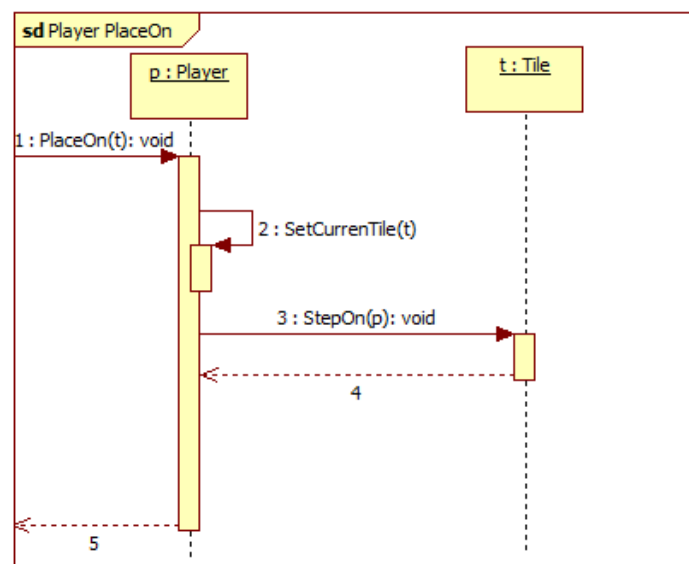 sd Player PlaceOn
p : Player
t : Tile
1 : PlaceOn(t): void
2 : SetCurrenTile(t)
3 : StepOn(p): void
4
5